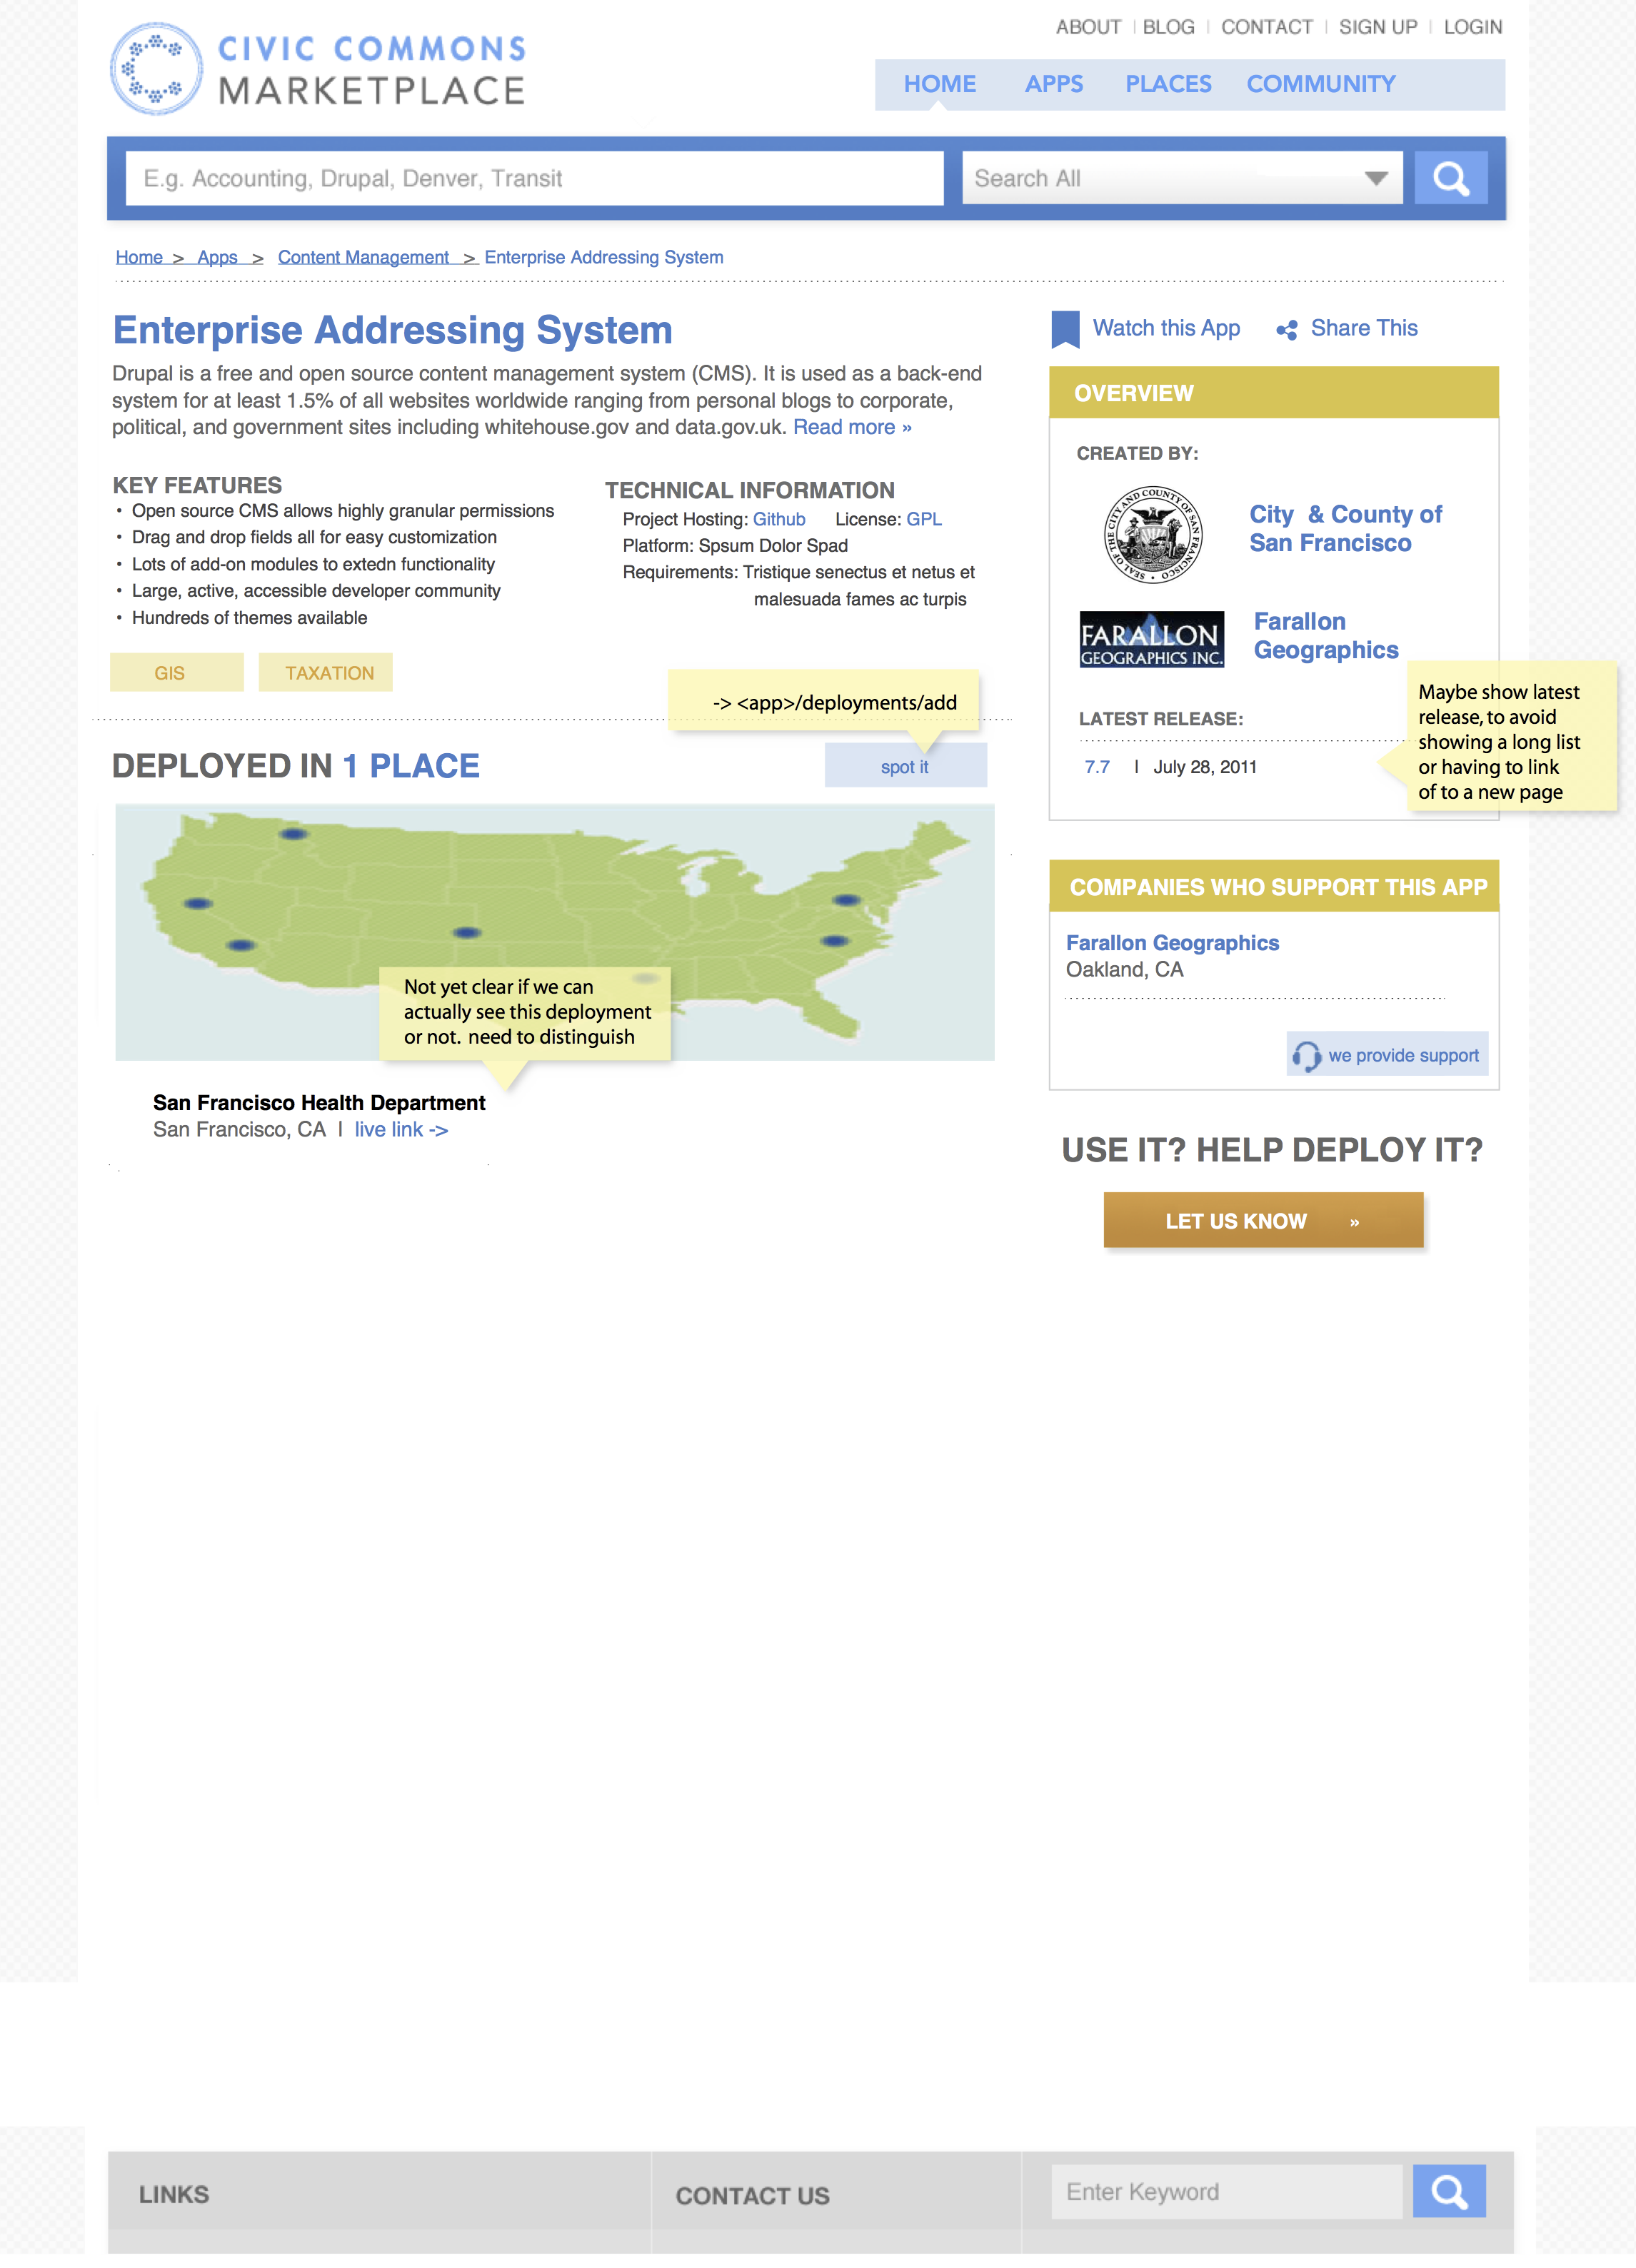 ABOUT | BLOG | CONTACT | SIGN UP | LOGIN
CIVIC COMMONS
MARKETPLACE
HOME APPS PLACES COMMUNITY
E.g. Accounting, Drupal, Denver, Transit
Search All
Home > Apps > Content Management > Enterprise Addressing System
Enterprise Addressing System
Drupal is a free and open source content management system (CMS). It is used as a back-end
system for at least 1.5% of all websites worldwide ranging from personal blogs to corporate,
political, and government sites including whitehouse.gov and data.gov.uk. Read more »
KEY FEATURES
• Open source CMS allows highly granular permissions
• Drag and drop fields all for easy customization
• Lots of add-on modules to extedn functionality
• Large, active, accessible developer community
• Hundreds of themes available
TECHNICAL INFORMATION
Project Hosting: Github License: GPL
Platform: Spsum Dolor Spad
Requirements: Tristique senectus et netus et
malesuada fames ac turpis
GIS TAXATION
-> <app>/deployments/add
DEPLOYED IN 1 PLACE
spot it
Not yet clear if we can
actually see this deployment
or not. need to distinguish
San Francisco Health Department
San Francisco, CA | live link ->
Watch this App Share This
OVERVIEW
CREATED BY:
SEAL OF THE CITY AND COUNTY OF SAN FRANCISCO
City & County of
San Francisco
FARALLON
GEOGRAPHICS INC.
Farallon
Geographics
LATEST RELEASE:
7.7 | July 28, 2011
Maybe show latest
release, to avoid
showing a long list
or having to link
of to a new page
COMPANIES WHO SUPPORT THIS APP
Farallon Geographics
Oakland, CA
we provide support
USE IT? HELP DEPLOY IT?
LET US KNOW »
LINKS
CONTACT US
Enter Keyword